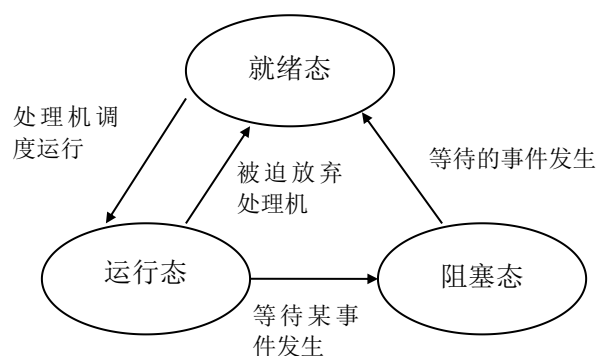 就绪态
处理机调
度运行
被迫放弃
处理机
等待的事件发生
运行态
阻塞态
等待某事
件发生